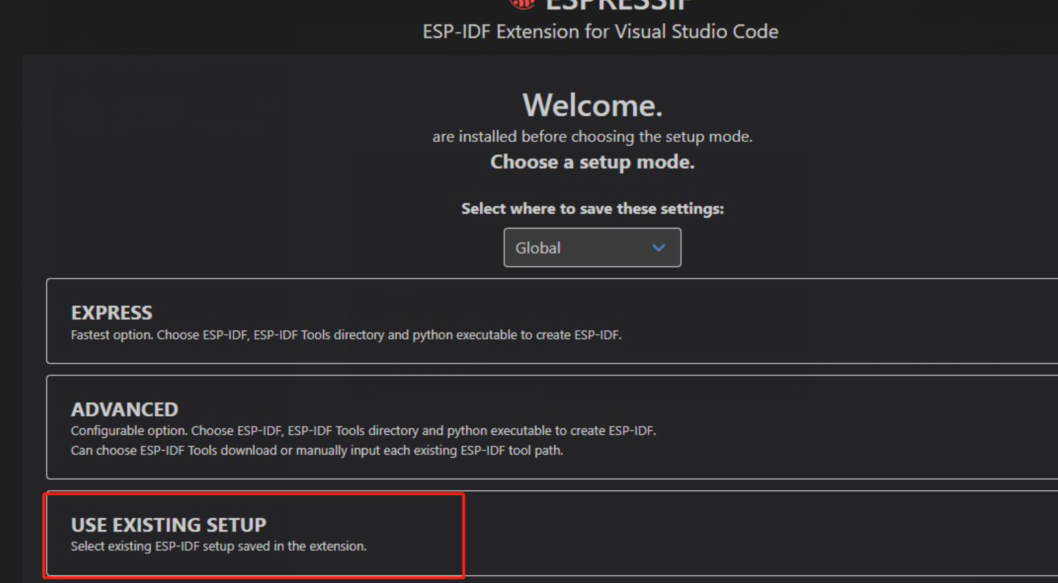 ESPRESSIF
ESP-IDF Extension for Visual Studio Code
Welcome.
are installed before choosing the setup mode.
Choose a setup mode.
Select where to save these settings:
Global
EXPRESS
Fastest option. Choose ESP-IDF, ESP-IDF Tools directory and python executable to create ESP-IDF.
ADVANCED
Configurable option. Choose ESP-IDF, ESP-IDF Tools directory and python executable to create ESP-IDF.
Can choose ESP-IDF Tools download or manually input each existing ESP-IDF tool path.
USE EXISTING SETUP
Select existing ESP-IDF setup saved in the extension.